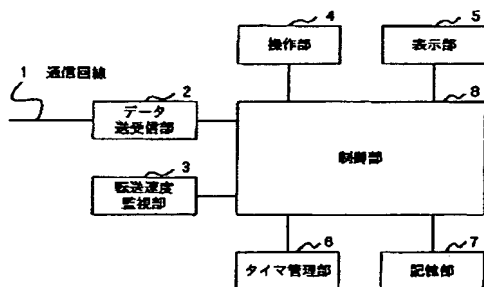 4
操作部
5
表示部
1 通信回線
2
データ
送受信部
8
制御部
3
転送速度
監視部
6
タイマ管理部
7
記憶部